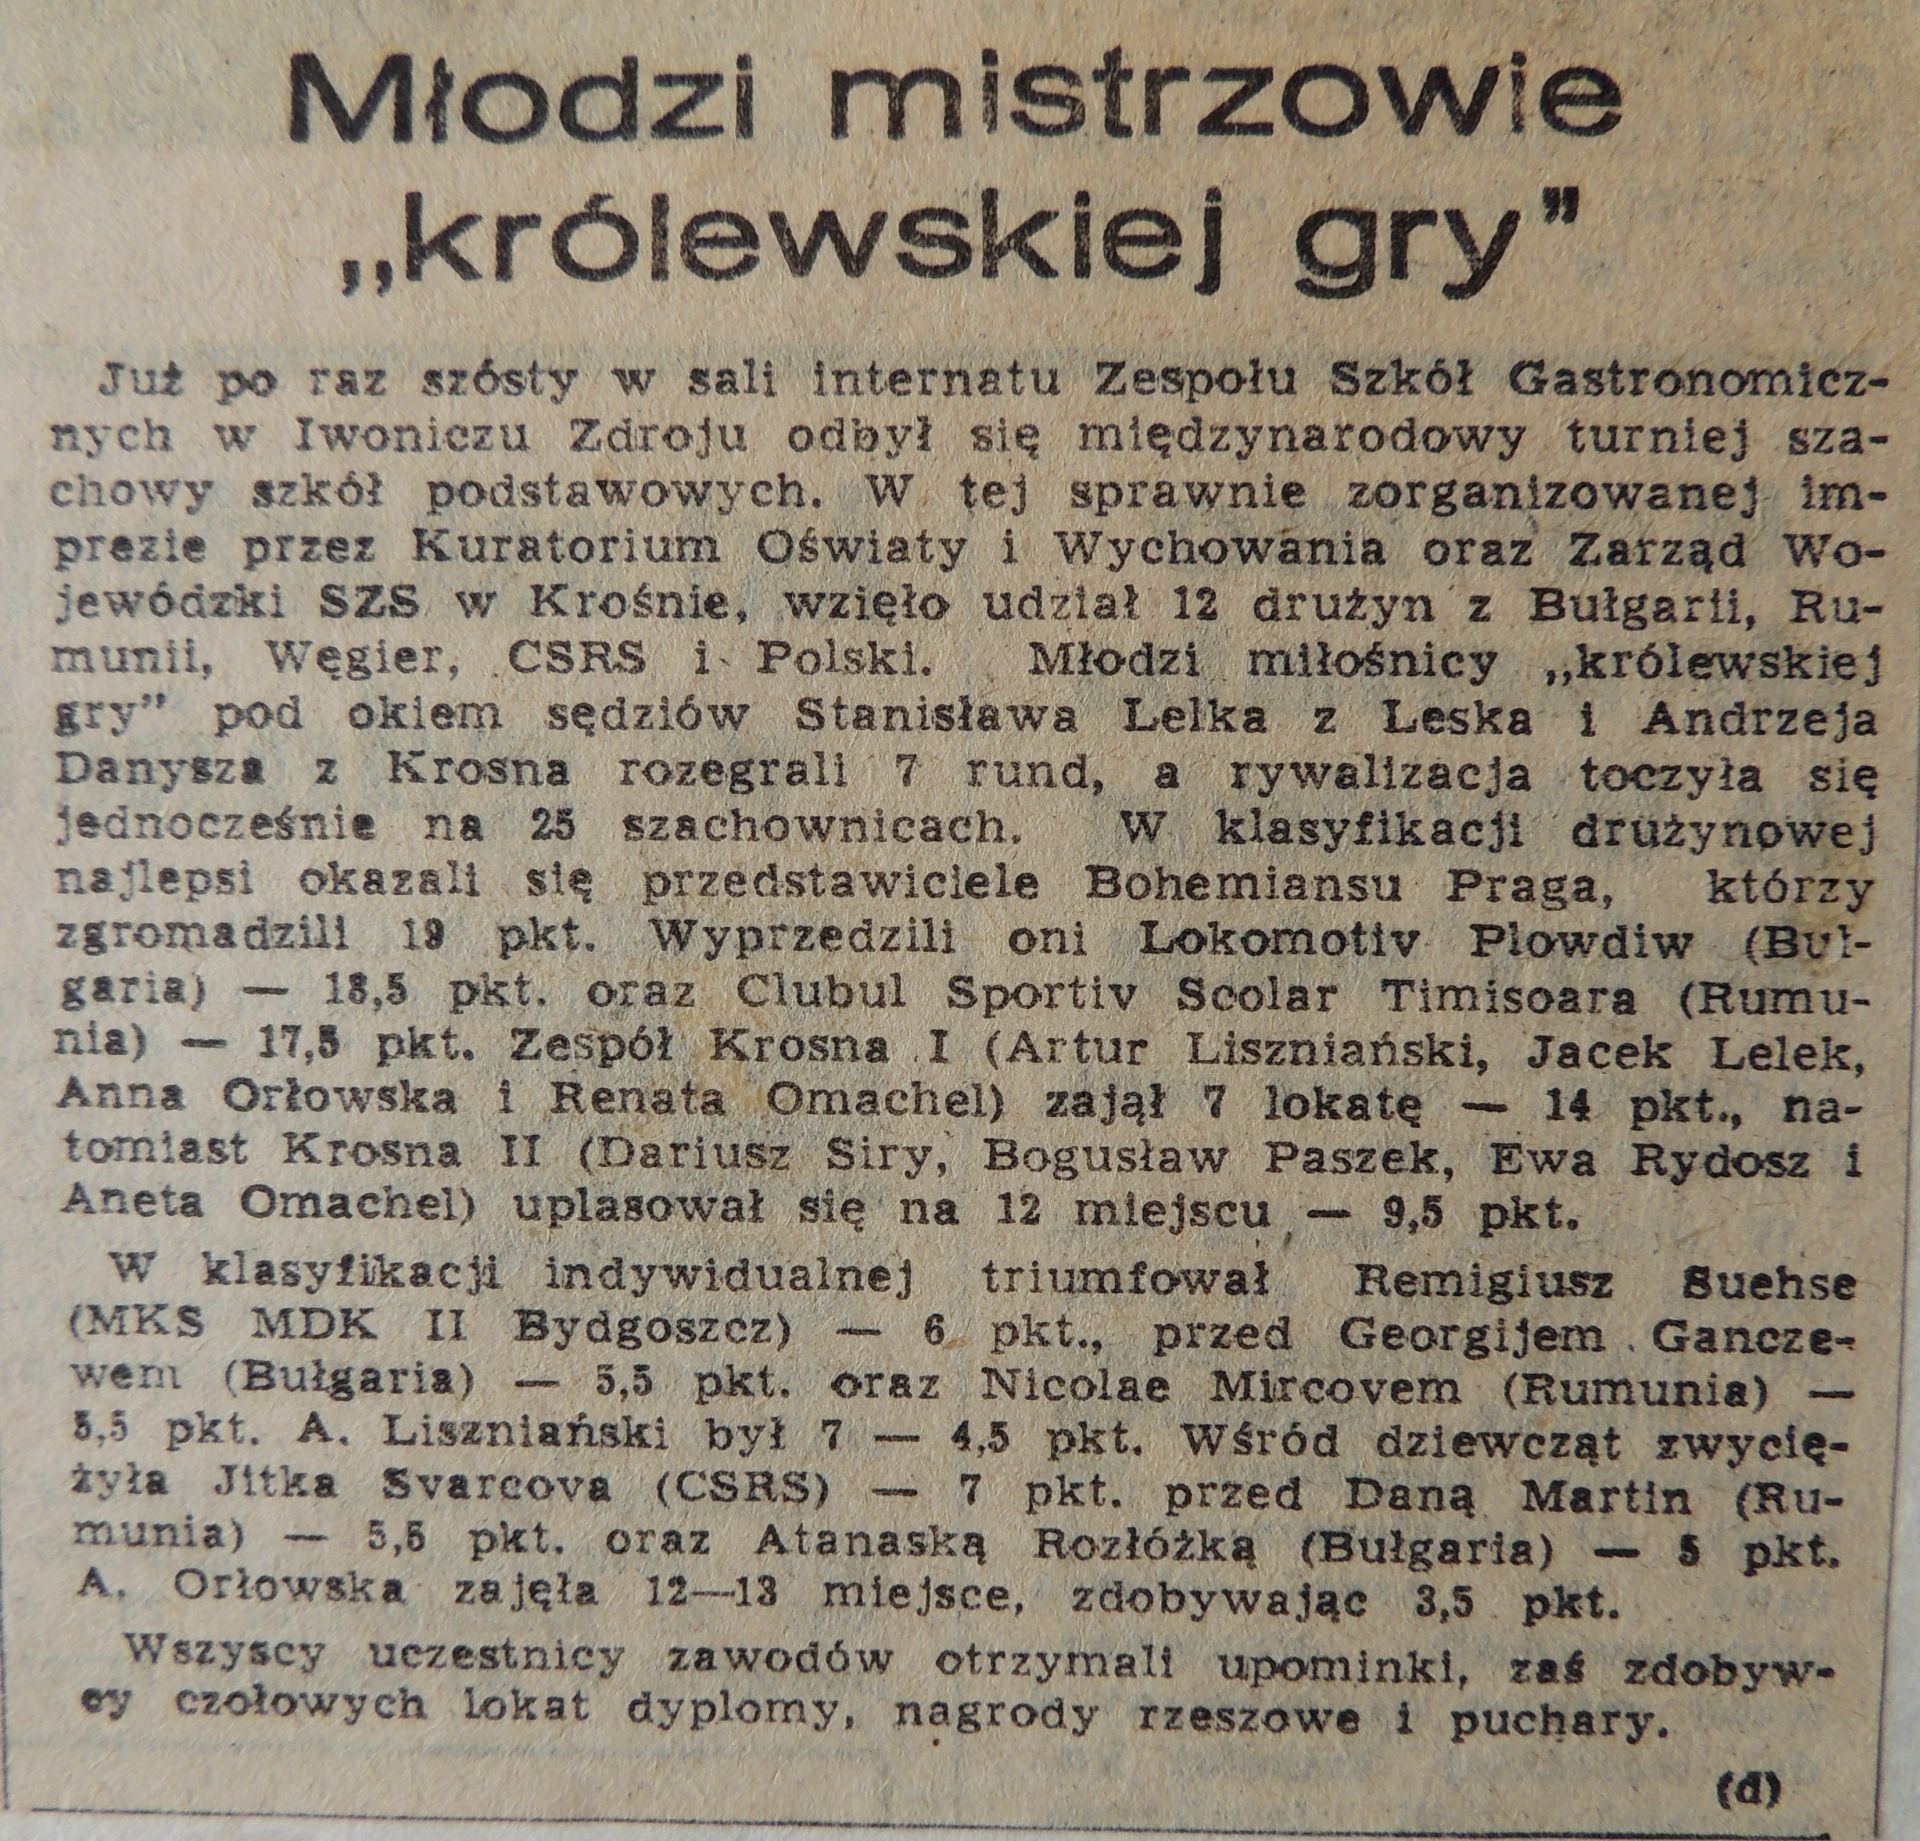 Młodzi mistrzowie
„królewskiej gry”
Już po raz szósty w sali internatu Zespołu Szkół Gastronomicz-
nych w Iwoniczu Zdroju odbył się międzynarodowy turniej sza-
chowy szkół podstawowych. W tej sprawnie zorganizowanej im-
prezie przez Kuratorium Oświaty i Wychowania oraz Zarząd Wo-
jewódzki SZS w Krośnie, wzięło udział 12 drużyn z Bułgarii, Ru-
munii, Węgier, CSRS i Polski. Młodzi miłośnicy „królewskiej
gry” pod okiem sędziów Stanisława Lelka z Leska i Andrzeja
Danysza z Krosna rozegrali 7 rund, a rywalizacja toczyła się
jednocześnie na 25 szachownicach. W klasyfikacji drużynowej
najlepsi okazali się przedstawiciele Bohemiansu Praga, którzy
zgromadzili 19 pkt. Wyprzedzili oni Lokomotiv Plowdiw (Buł-
garia) — 18,5 pkt. oraz Clubul Sportiv Scolar Timisoara (Rumu-
nia) — 17,5 pkt. Zespół Krosna I (Artur Liszniański, Jacek Lelek,
Anna Orłowska i Renata Omachel) zajął 7 lokatę — 14 pkt., na-
tomiast Krosna II (Dariusz Siry, Bogusław Paszek, Ewa Rydosz i
Aneta Omachel) uplasował się na 12 miejscu — 9,5 pkt.
W klasyfikacji indywidualnej triumfował Remigiusz Suehse
(MKS MDK II Bydgoszcz) — 6 pkt., przed Georgijem Gancze-
wem (Bułgaria) — 5,5 pkt. oraz Nicolae Mircovem (Rumunia) —
5,5 pkt. A. Liszniański był 7 — 4,5 pkt. Wśród dziewcząt zwycię-
żyła Jitka Svarcova (CSRS) — 7 pkt. przed Daną Martin (Ru-
munia) — 5,5 pkt. oraz Atanaską Rozłóżką (Bułgaria) — 5 pkt.
A. Orłowska zajęła 12—13 miejsce, zdobywając 3,5 pkt.
Wszyscy uczestnicy zawodów otrzymali upominki, zaś zdobyw-
cy czołowych lokat dyplomy, nagrody rzeszowe i puchary.
(d)